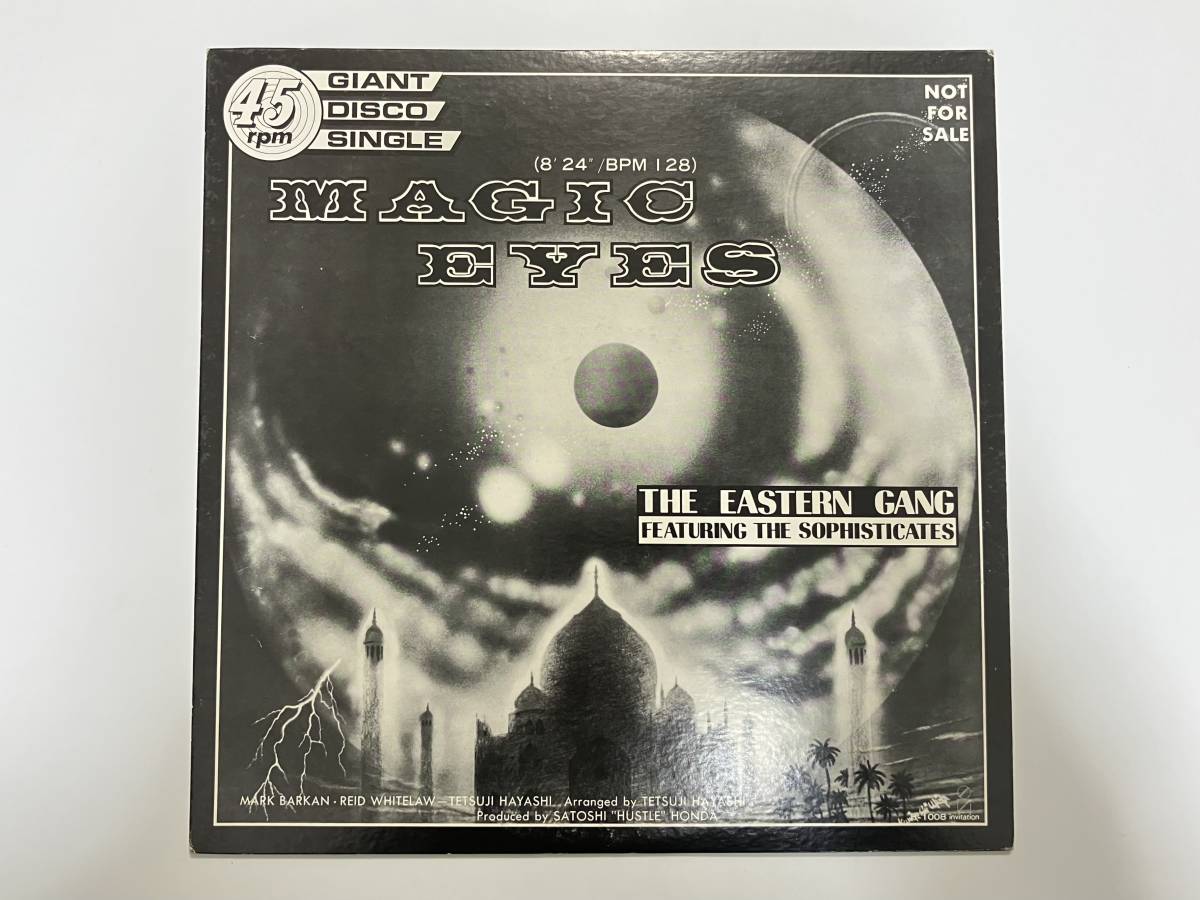 45
rpm
GIANT
DISCO
SINGLE
NOT
FOR
SALE
(8' 24" /BPM 128)
MAGIC
EYES
THE EASTERN GANG
FEATURING THE SOPHISTICATES
MARK BARKAN · REID WHITELAW — TETSUJI HAYASHI Arranged by TETSUJI HAYASHI
Produced by SATOSHI "HUSTLE" HONDA
1008 invitation